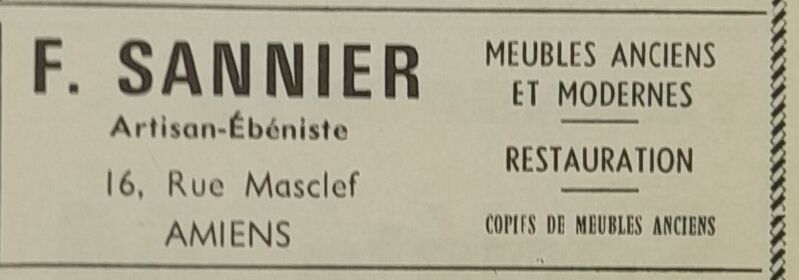 F. SANNIER
Artisan-Ébéniste
16, Rue Masclef
AMIENS
MEUBLES ANCIENS
ET MODERNES
RESTAURATION
COPIES DE MEUBLES ANCIENS